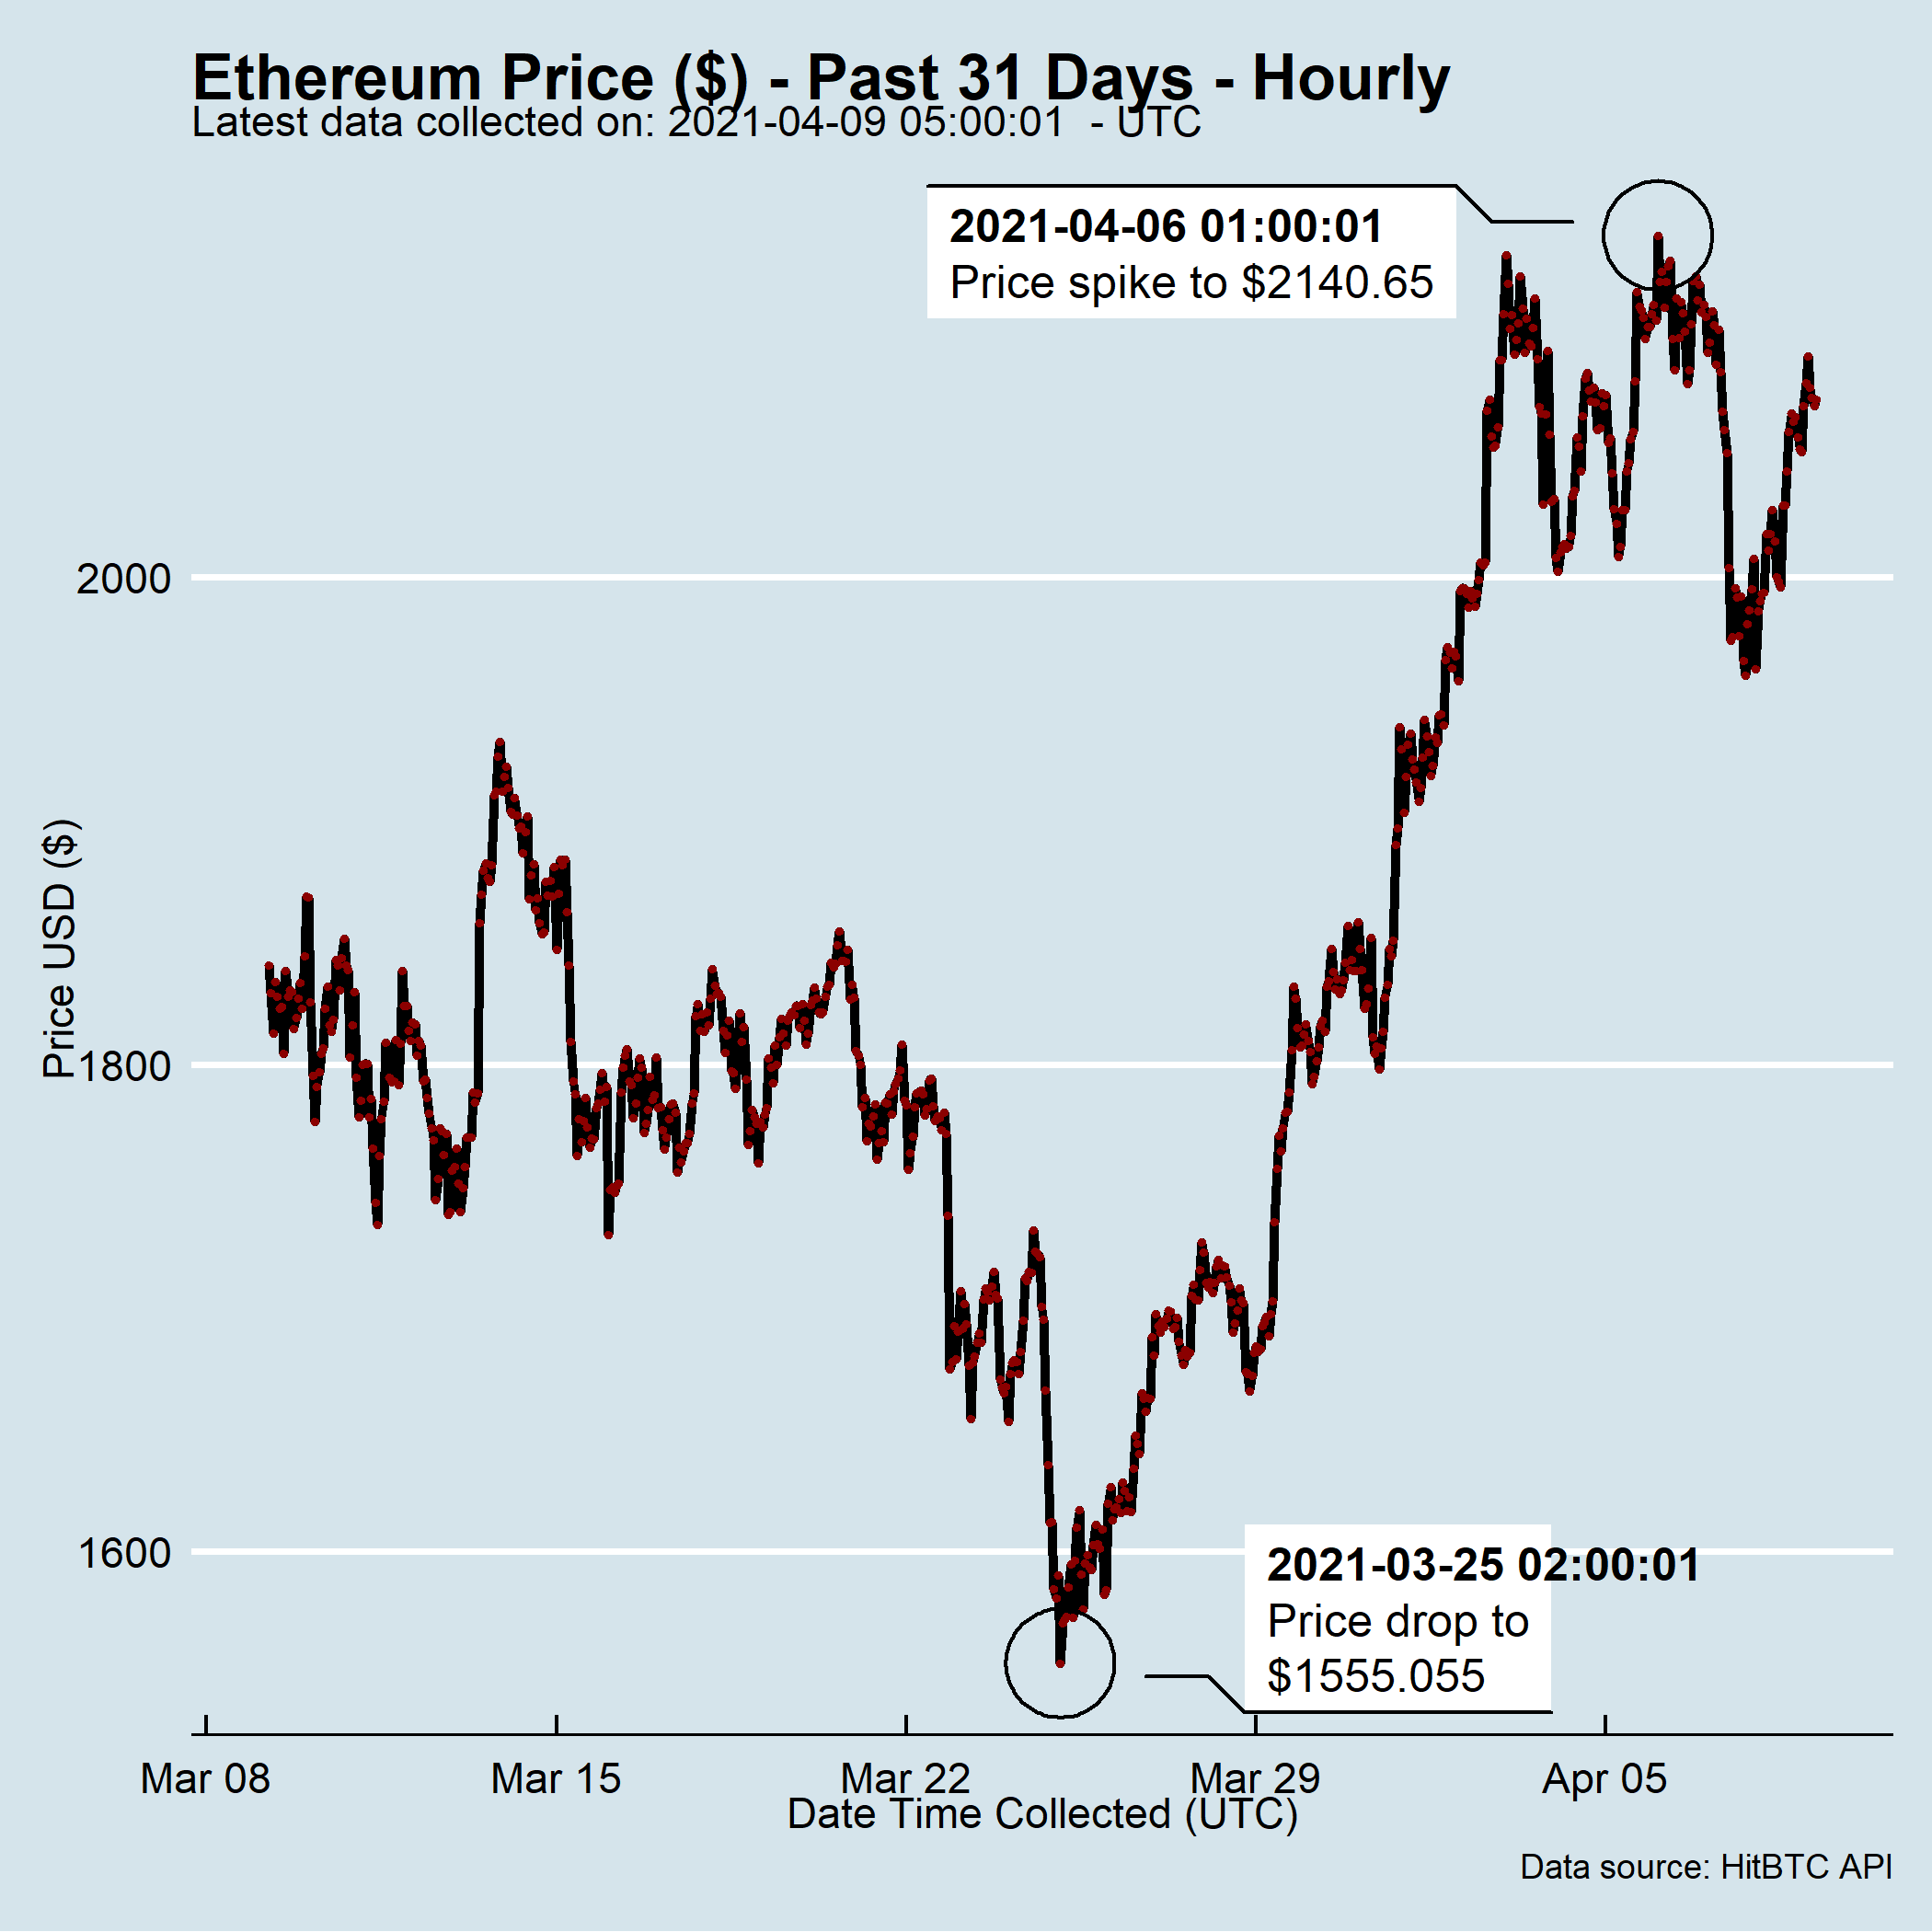 Ethereum Price ($) - Past 31 Days - Hourly
Latest data collected on: 2021-04-09 05:00:01  - UTC
2021-04-06 01:00:01
Price spike to $2140.65
2000
Price USD ($)
1800
1600
2021-03-25 02:00:01
Price drop to
$1555.055
Mar 08
Mar 15
Mar 22
Mar 29
Apr 05
Date Time Collected (UTC)
Data source: HitBTC API